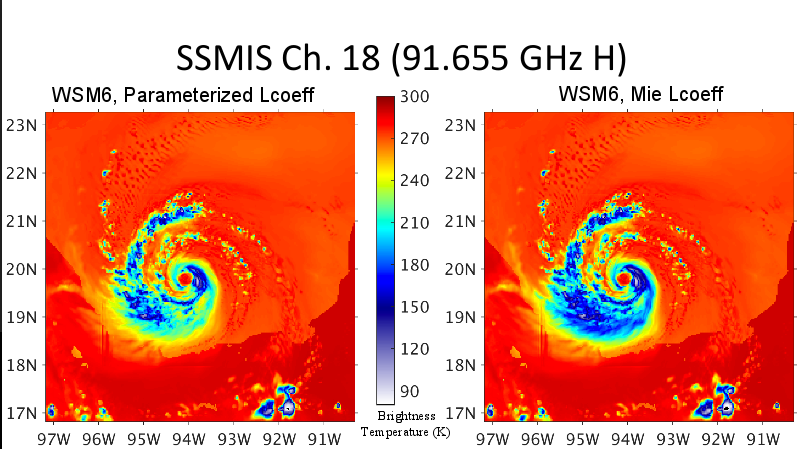 SSMIS Ch. 18 (91.655 GHz H)
WSM6, Parameterized Lcoeff
WSM6, Mie Lcoeff
23N
22N
21N
20N
19N
18N
17N
97W 96W 95W 94W 93W 92W 91W
300
270
240
210
180
150
120
90
Brightness
Temperature (K)
23N
22N
21N
20N
19N
18N
17N
97W 96W 95W 94W 93W 92W 91W